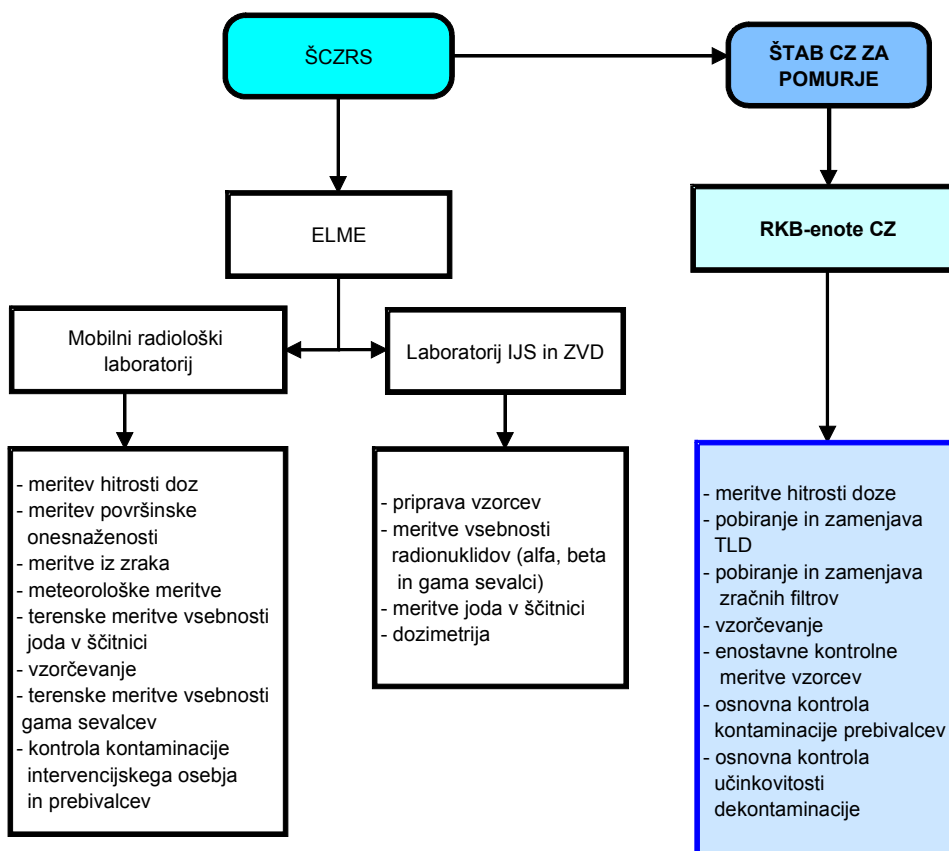 ŠCZRS
ŠTAB CZ ZA
POMURJE
ELME
RKB-enote CZ
Mobilni radiološki
laboratorij
Laboratorij IJS in ZVD
- meritev hitrosti doz
- meritev površinske
onesnaženosti
- meritve iz zraka
- meteorološke meritve
- terenske meritve vsebnosti
joda v ščitnici
- vzorčevanje
- terenske meritve vsebnosti
gama sevalcev
- kontrola kontaminacije
intervencijskega osebja
in prebivalcev
- priprava vzorcev
- meritve vsebnosti
radionuklidov (alfa, beta
in gama sevalci)
- meritve joda v ščitnici
- dozimetrija
- meritve hitrosti doze
- pobiranje in zamenjava
TLD
- pobiranje in zamenjava
zračnih filtrov
- vzorčevanje
- enostavne kontrolne
meritve vzorcev
- osnovna kontrola
kontaminacije prebivalcev
- osnovna kontrola
učinkovitosti
dekontaminacije